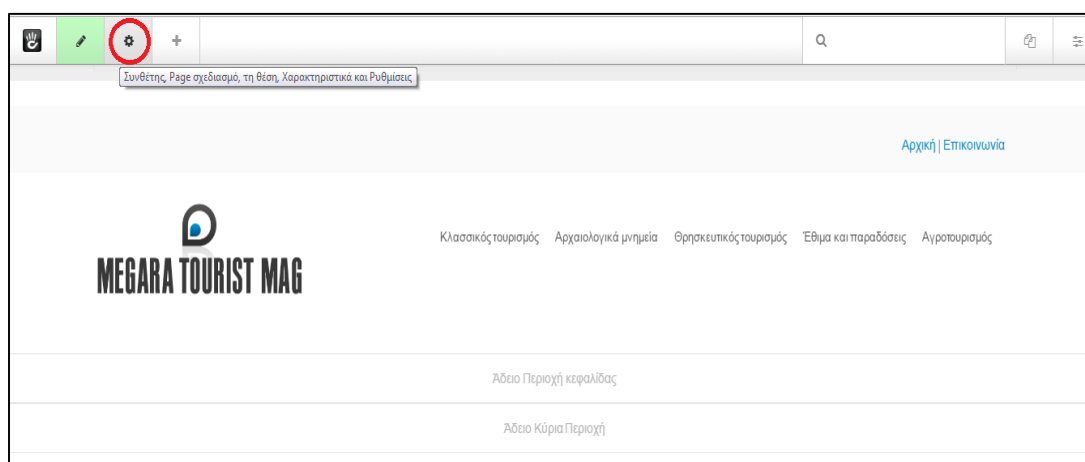 Συνθέτης, Page σχεδιασμό, τη θέση, Χαρακτηριστικά και Ρυθμίσεις
Αρχική | Επικοινωνία
MEGARA TOURIST MAG
Κλασσικός τουρισμός Αρχαιολογικά μνημεία Θρησκευτικός τουρισμός Έθιμα και παραδόσεις Αγροτουρισμός
Άδειο Περιοχή κεφαλίδας
Άδειο Κύρια Περιοχή